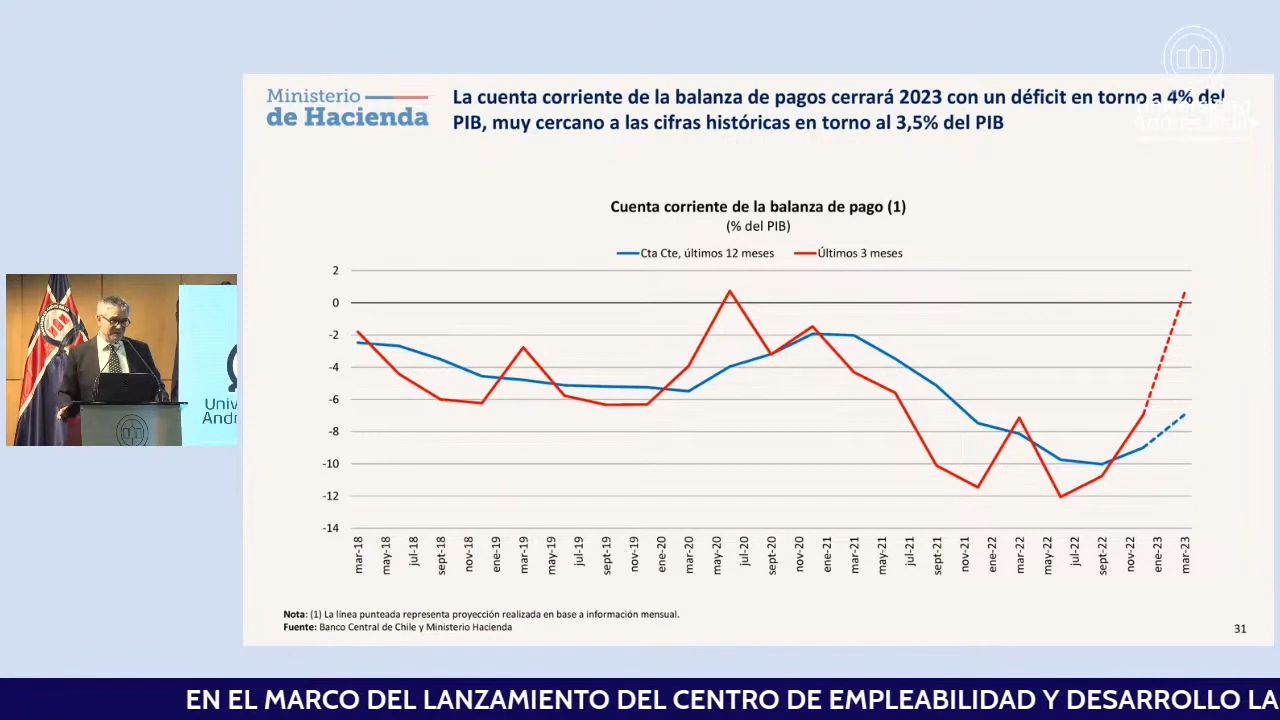 Ministerio
de Hacienda
La cuenta corriente de la balanza de pagos cerrará 2023 con un déficit en torno a 4% del
PIB, muy cercano a las cifras históricas en torno al 3,5% del PIB
Cuenta corriente de la balanza de pago (1)
(% del PIB)
Cta Cte, últimos 12 meses
Últimos 3 meses
2
0
-2
-4
-6
-8
-10
-12
-14
mar-18
may-18
jul-18
sept-18
nov-18
ene-19
mar-19
may-19
jul-19
sept-19
nov-19
ene-20
mar-20
may-20
jul-20
sept-20
nov-20
ene-21
mar-21
may-21
jul-21
sept-21
nov-21
ene-22
mar-22
may-22
jul-22
sept-22
nov-22
ene-23
mar-23
Nota: (1) La línea punteada representa proyección realizada en base a información mensual.
Fuente: Banco Central de Chile y Ministerio Hacienda
31
Univ
Andr
EN EL MARCO DEL LANZAMIENTO DEL CENTRO DE EMPLEABILIDAD Y DESARROLLO LA